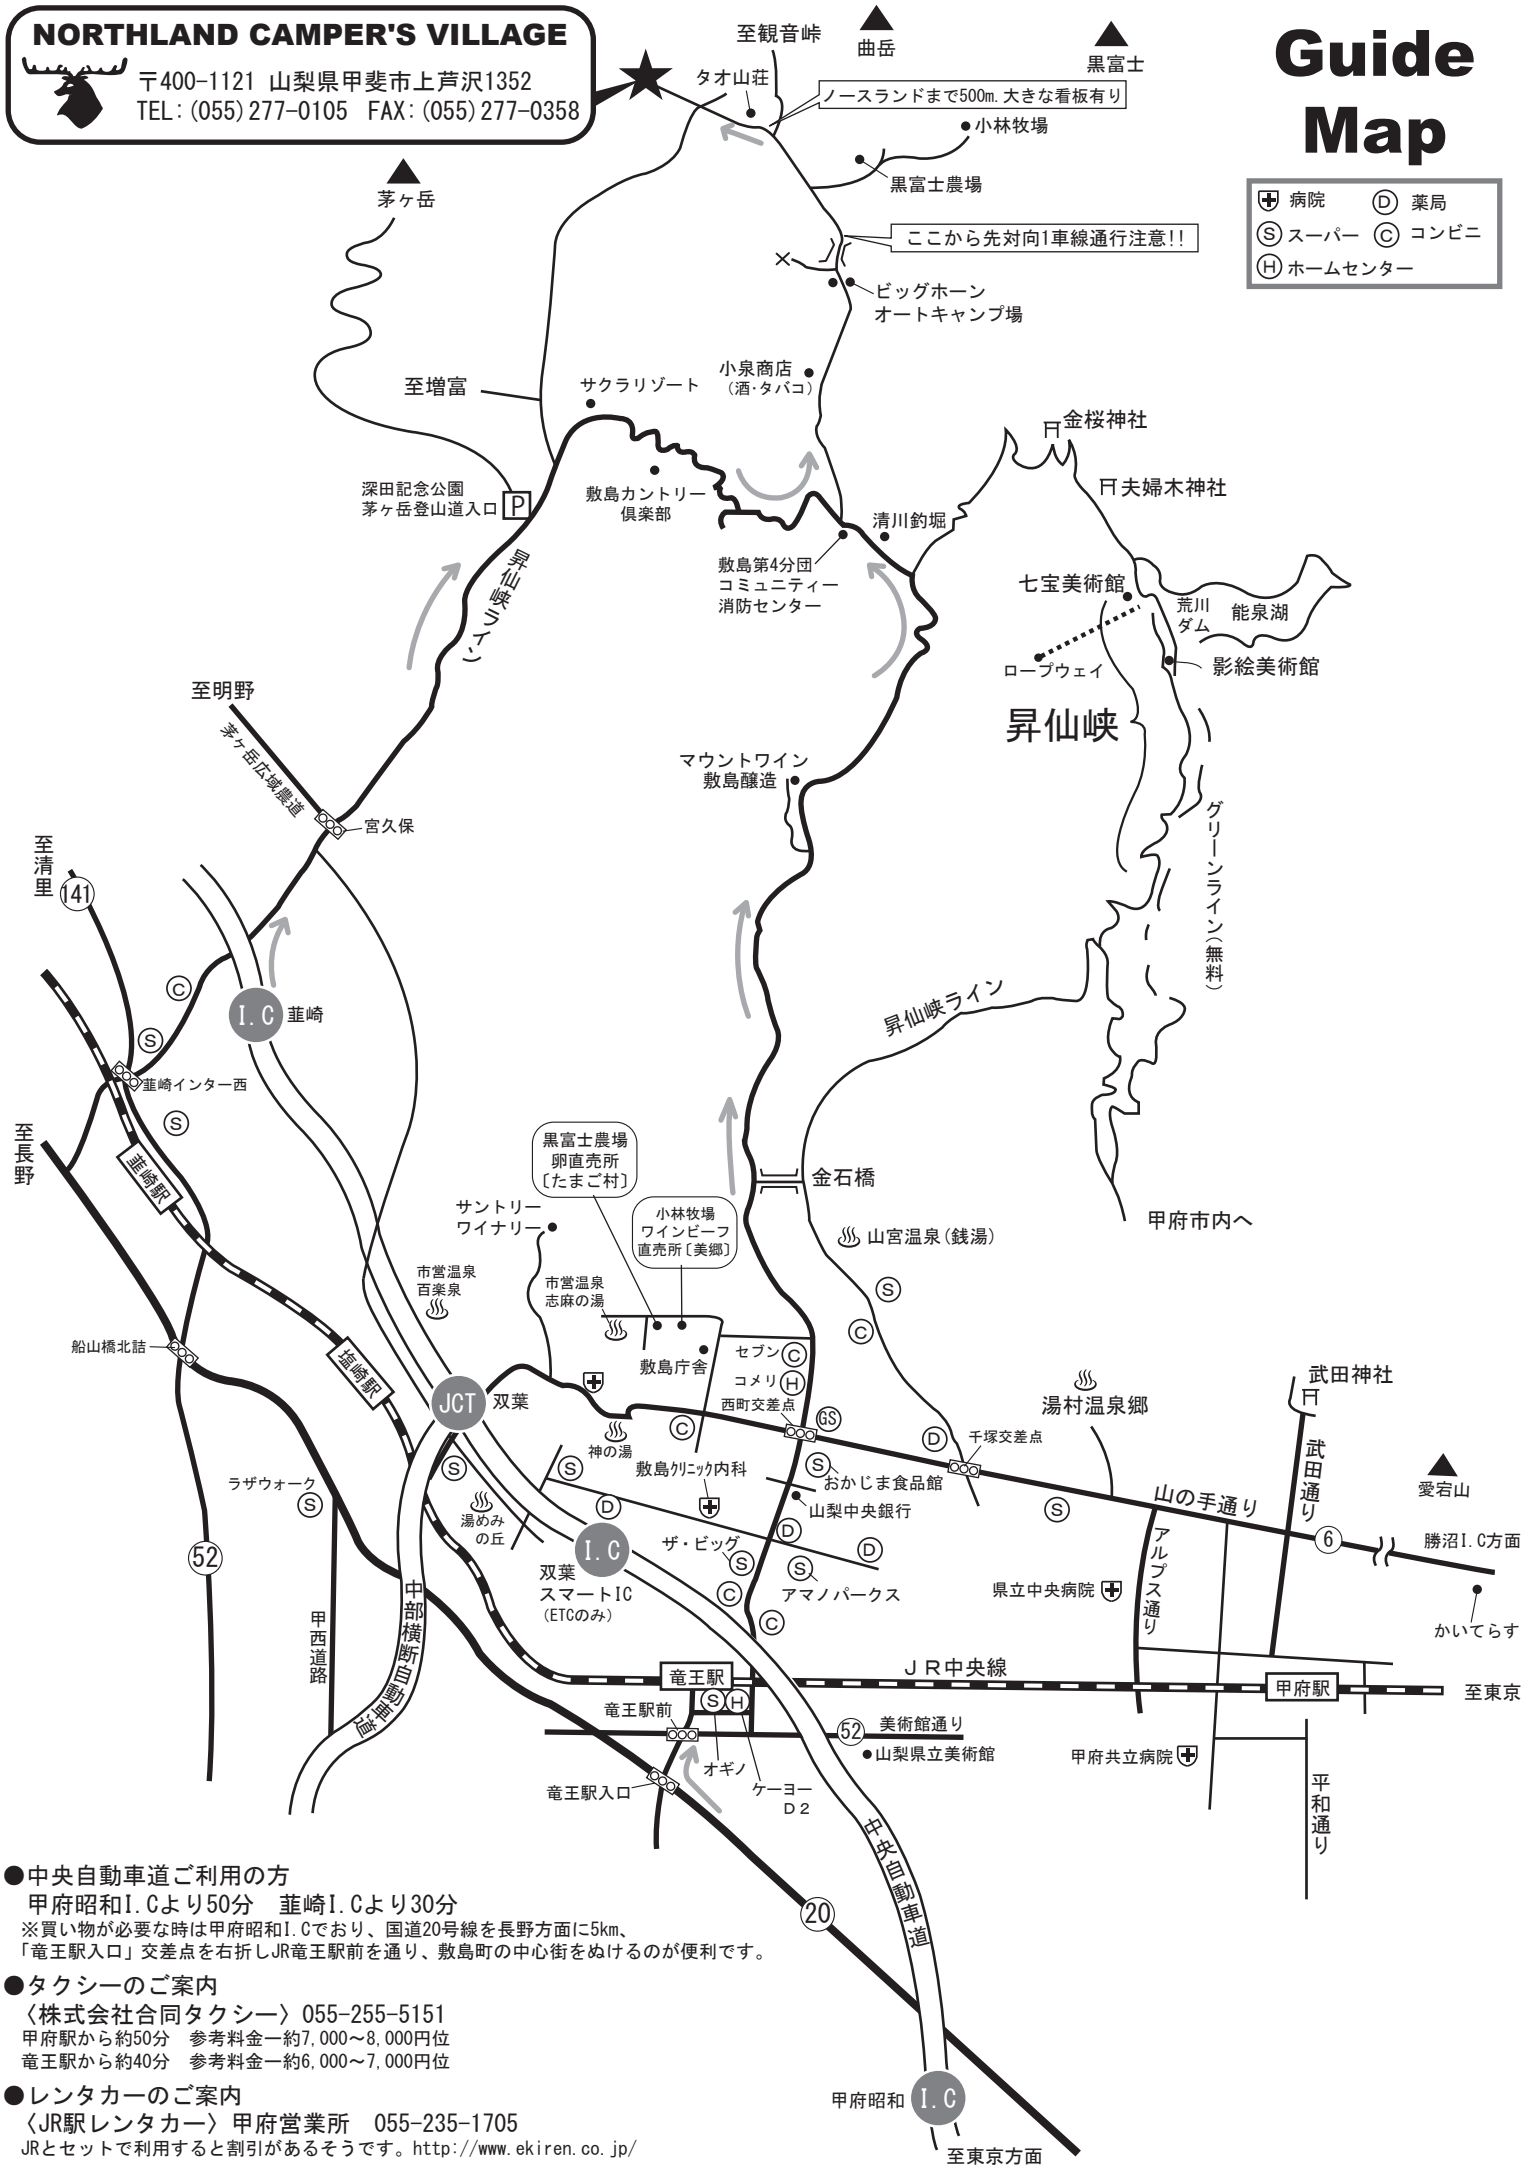 NORTHLAND CAMPER'S VILLAGE
〒400-1121 山梨県甲斐市上芦沢1352
TEL:(055)277-0105 FAX:(055)277-0358
Guide
Map
病院
D 薬局
S スーパー
C コンビニ
H ホームセンター
至観音峠
曲岳
黒富士
タオ山荘
ノースランドまで500m.大きな看板有り
小林牧場
黒富士農場
茅ヶ岳
ここから先対向1車線通行注意!!
ビッグホーン
オートキャンプ場
小泉商店
(酒・タバコ)
至増富
サクラリゾート
金桜神社
夫婦木神社
深田記念公園
茅ヶ岳登山道入口
P
敷島カントリー
倶楽部
清川釣堀
敷島第4分団
コミュニティー
消防センター
昇仙峡ライン
七宝美術館
荒川
ダム
能泉湖
ロープウェイ
影絵美術館
昇仙峡
至明野
茅ヶ岳広域農道
宮久保
マウントワイン
敷島醸造
グリーンライン(無料)
至清里
141
C
I.C
韮崎
S
昇仙峡ライン
韮崎インター西
S
至長野
韮崎駅
黒富士農場
卵直売所
〔たまご村〕
金石橋
小林牧場
ワインビーフ
直売所〔美郷〕
サントリー
ワイナリー
甲府市内へ
山宮温泉(銭湯)
市営温泉
百楽泉
市営温泉
志麻の湯
S
C
船山橋北詰
塩崎駅
敷島庁舎
セブン
C
コメリ
H
西町交差点
GS
JCT
双葉
湯村温泉郷
武田神社
武田通り
C
神の湯
D
千塚交差点
愛宕山
S
S
敷島クリニック内科
S
おかじま食品館
山梨中央銀行
ラザウォーク
S
湯めみ
の丘
D
S
山の手通り
アルプス通り
6
勝沼I.C方面
I.C
双葉
スマートIC
(ETCのみ)
ザ・ビッグ
S
D
D
S
アマノパークス
C
C
52
県立中央病院
かいてらす
甲西道路
中部横断自動車道
竜王駅
JR中央線
甲府駅
至東京
S
H
竜王駅前
52
美術館通り
山梨県立美術館
甲府共立病院
オギノ
竜王駅入口
ケーヨー
D2
平和通り
中央自動車道
20
甲府昭和
I.C
至東京方面
●中央自動車道ご利用の方
甲府昭和I.Cより50分 韮崎I.Cより30分
※買い物が必要な時は甲府昭和I.Cでおり、国道20号線を長野方面に5km、
「竜王駅入口」交差点を右折しJR竜王駅前を通り、敷島町の中心街をぬけるのが便利です。
●タクシーのご案内
〈株式会社合同タクシー〉055-255-5151
甲府駅から約50分 参考料金ー約7,000〜8,000円位
竜王駅から約40分 参考料金ー約6,000〜7,000円位
●レンタカーのご案内
〈JR駅レンタカー〉甲府営業所 055-235-1705
JRとセットで利用すると割引があるそうです。http://www.ekiren.co.jp/